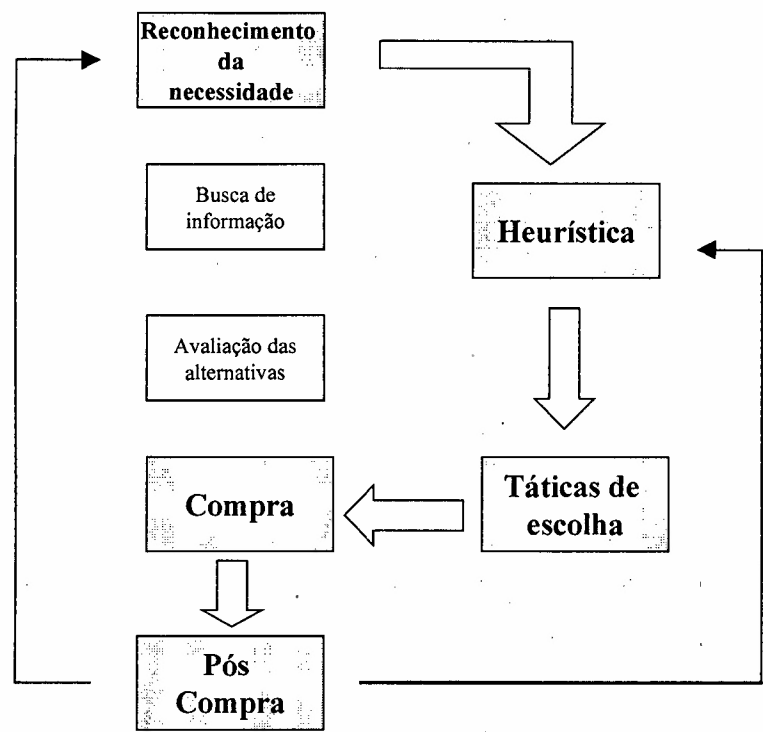 Reconhecimento
da
necessidade
Busca de
informação
Heurística
Avaliação das
alternativas
Compra
Táticas de
escolha
Pós
Compra